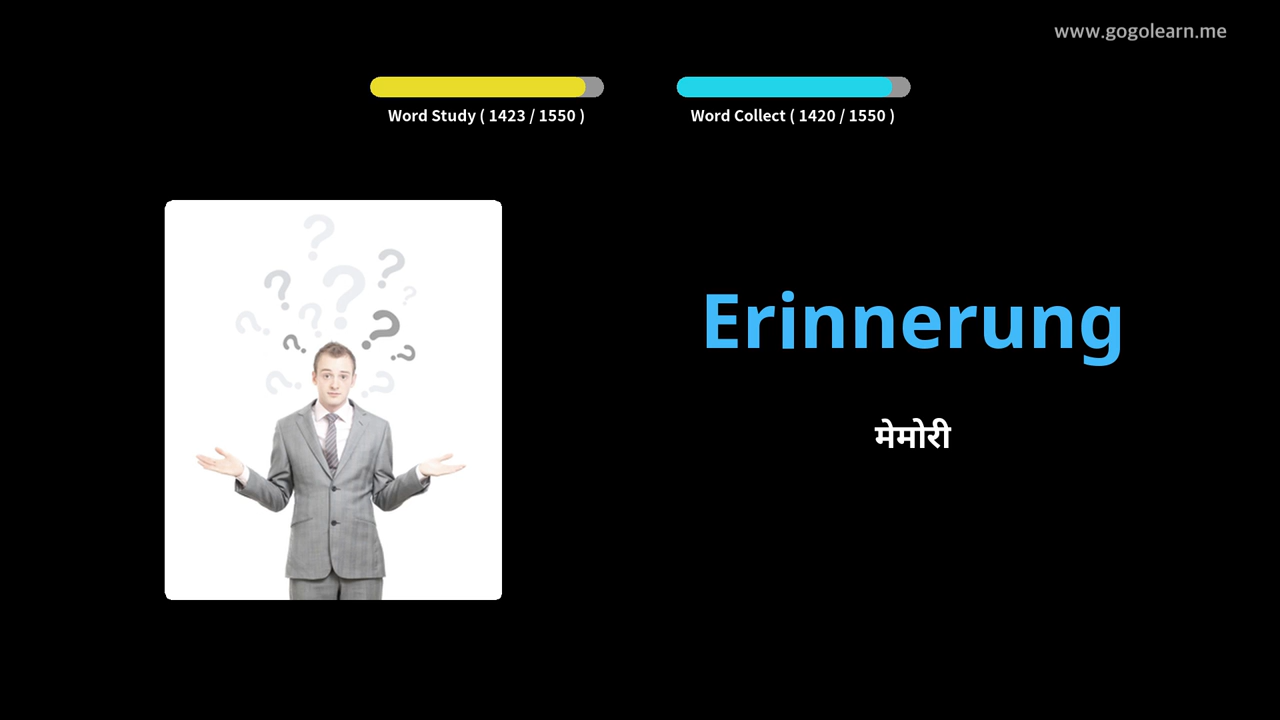 www.gogolearn.me
Word Study ( 1423 / 1550 )
Word Collect ( 1420 / 1550 )
Erinnerung
मेमोरी